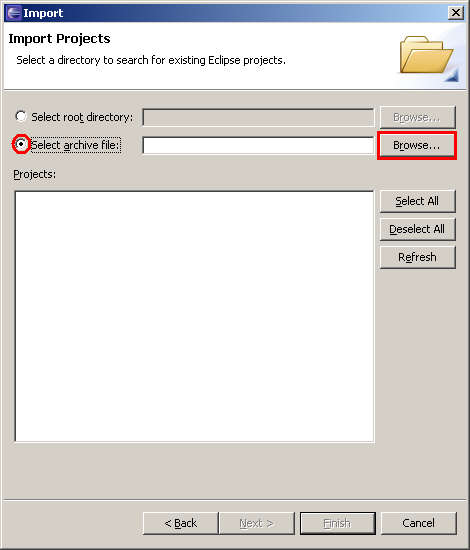 Import
Import Projects
Select a directory to search for existing Eclipse projects.
Select root directory: Browse...
Select archive file: Browse...
Projects:
Select All
Deselect All
Refresh
< Back Next > Finish Cancel